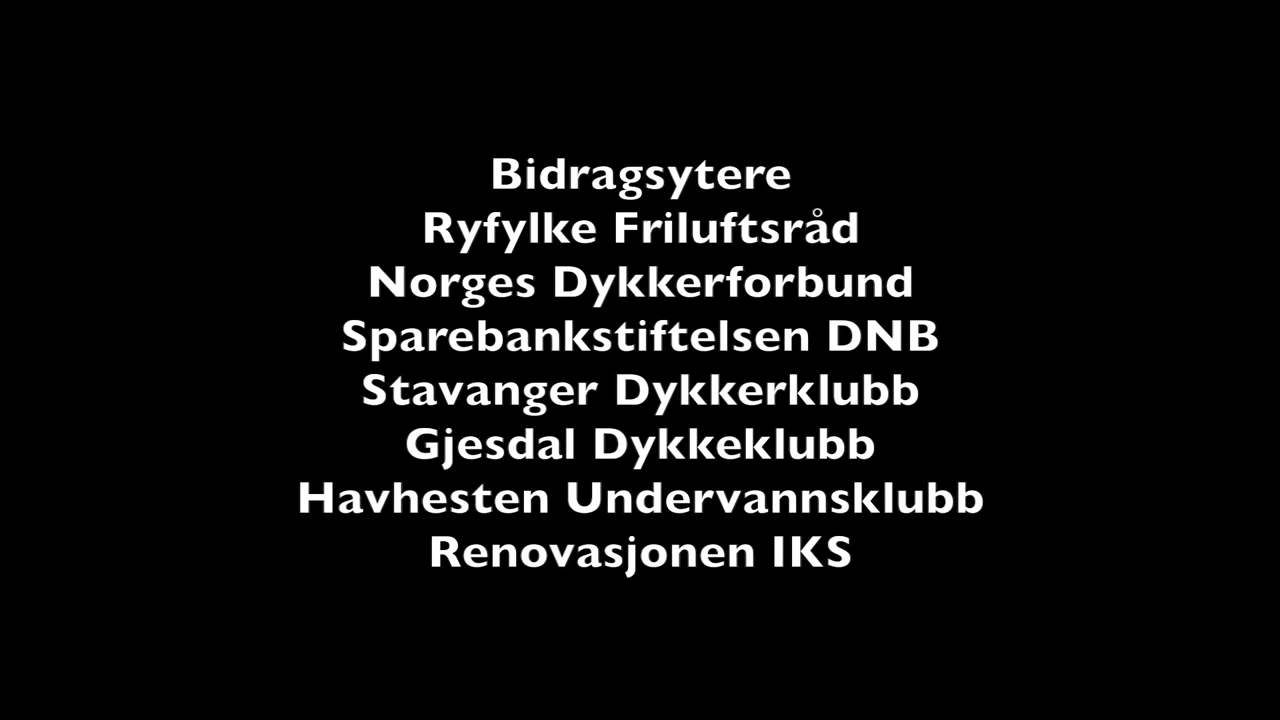 Bidragsytere
Ryfylke Friluftsråd
Norges Dykkerforbund
Sparebankstiftelsen DNB
Stavanger Dykkerklubb
Gjesdal Dykkeklubb
Havhesten Undervannsklubb
Renovasjonen IKS